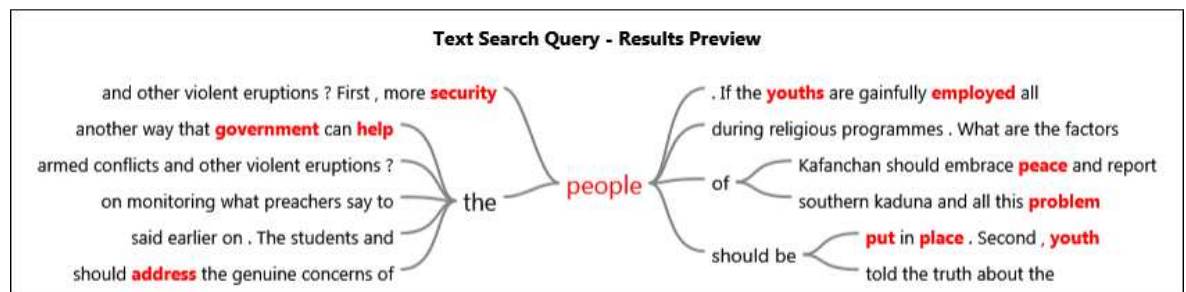 Text Search Query - Results Preview
and other violent eruptions ? First , more security
another way that government can help
armed conflicts and other violent eruptions ?
on monitoring what preachers say to
said earlier on . The students and
should address the genuine concerns of
the
people
. If the youths are gainfully employed all
during religious programmes . What are the factors
of
Kafanchan should embrace peace and report
southern kaduna and all this problem
should be
put in place . Second , youth
told the truth about the